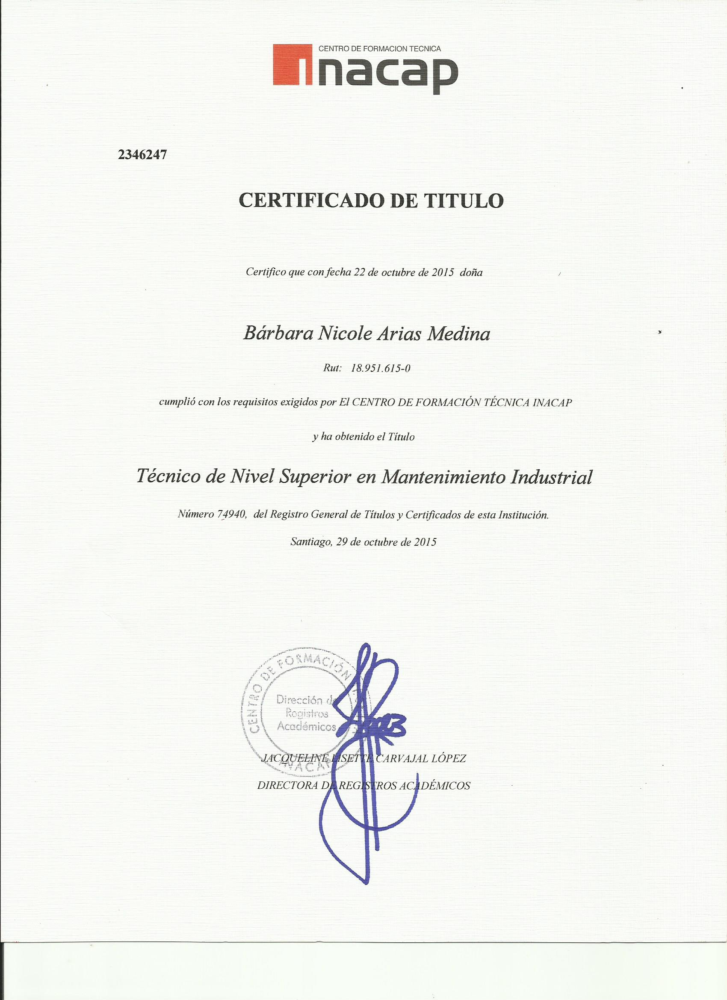 CENTRO DE FORMACION TECNICA
inacap
2346247
CERTIFICADO DE TITULO
Certifico que con fecha 22 de octubre de 2015 doña
Bárbara Nicole Arias Medina
Rut: 18.951.615-0
cumplió con los requisitos exigidos por El CENTRO DE FORMACIÓN TÉCNICA INACAP
y ha obtenido el Título
Técnico de Nivel Superior en Mantenimiento Industrial
Número 74940, del Registro General de Títulos y Certificados de esta Institución.
Santiago, 29 de octubre de 2015
CENTRO DE FORMACIÓN
Dirección de
Registros
Académicos
INACAP
JACQUELINE LISETTE CARVAJAL LÓPEZ
DIRECTORA DE REGISTROS ACADÉMICOS